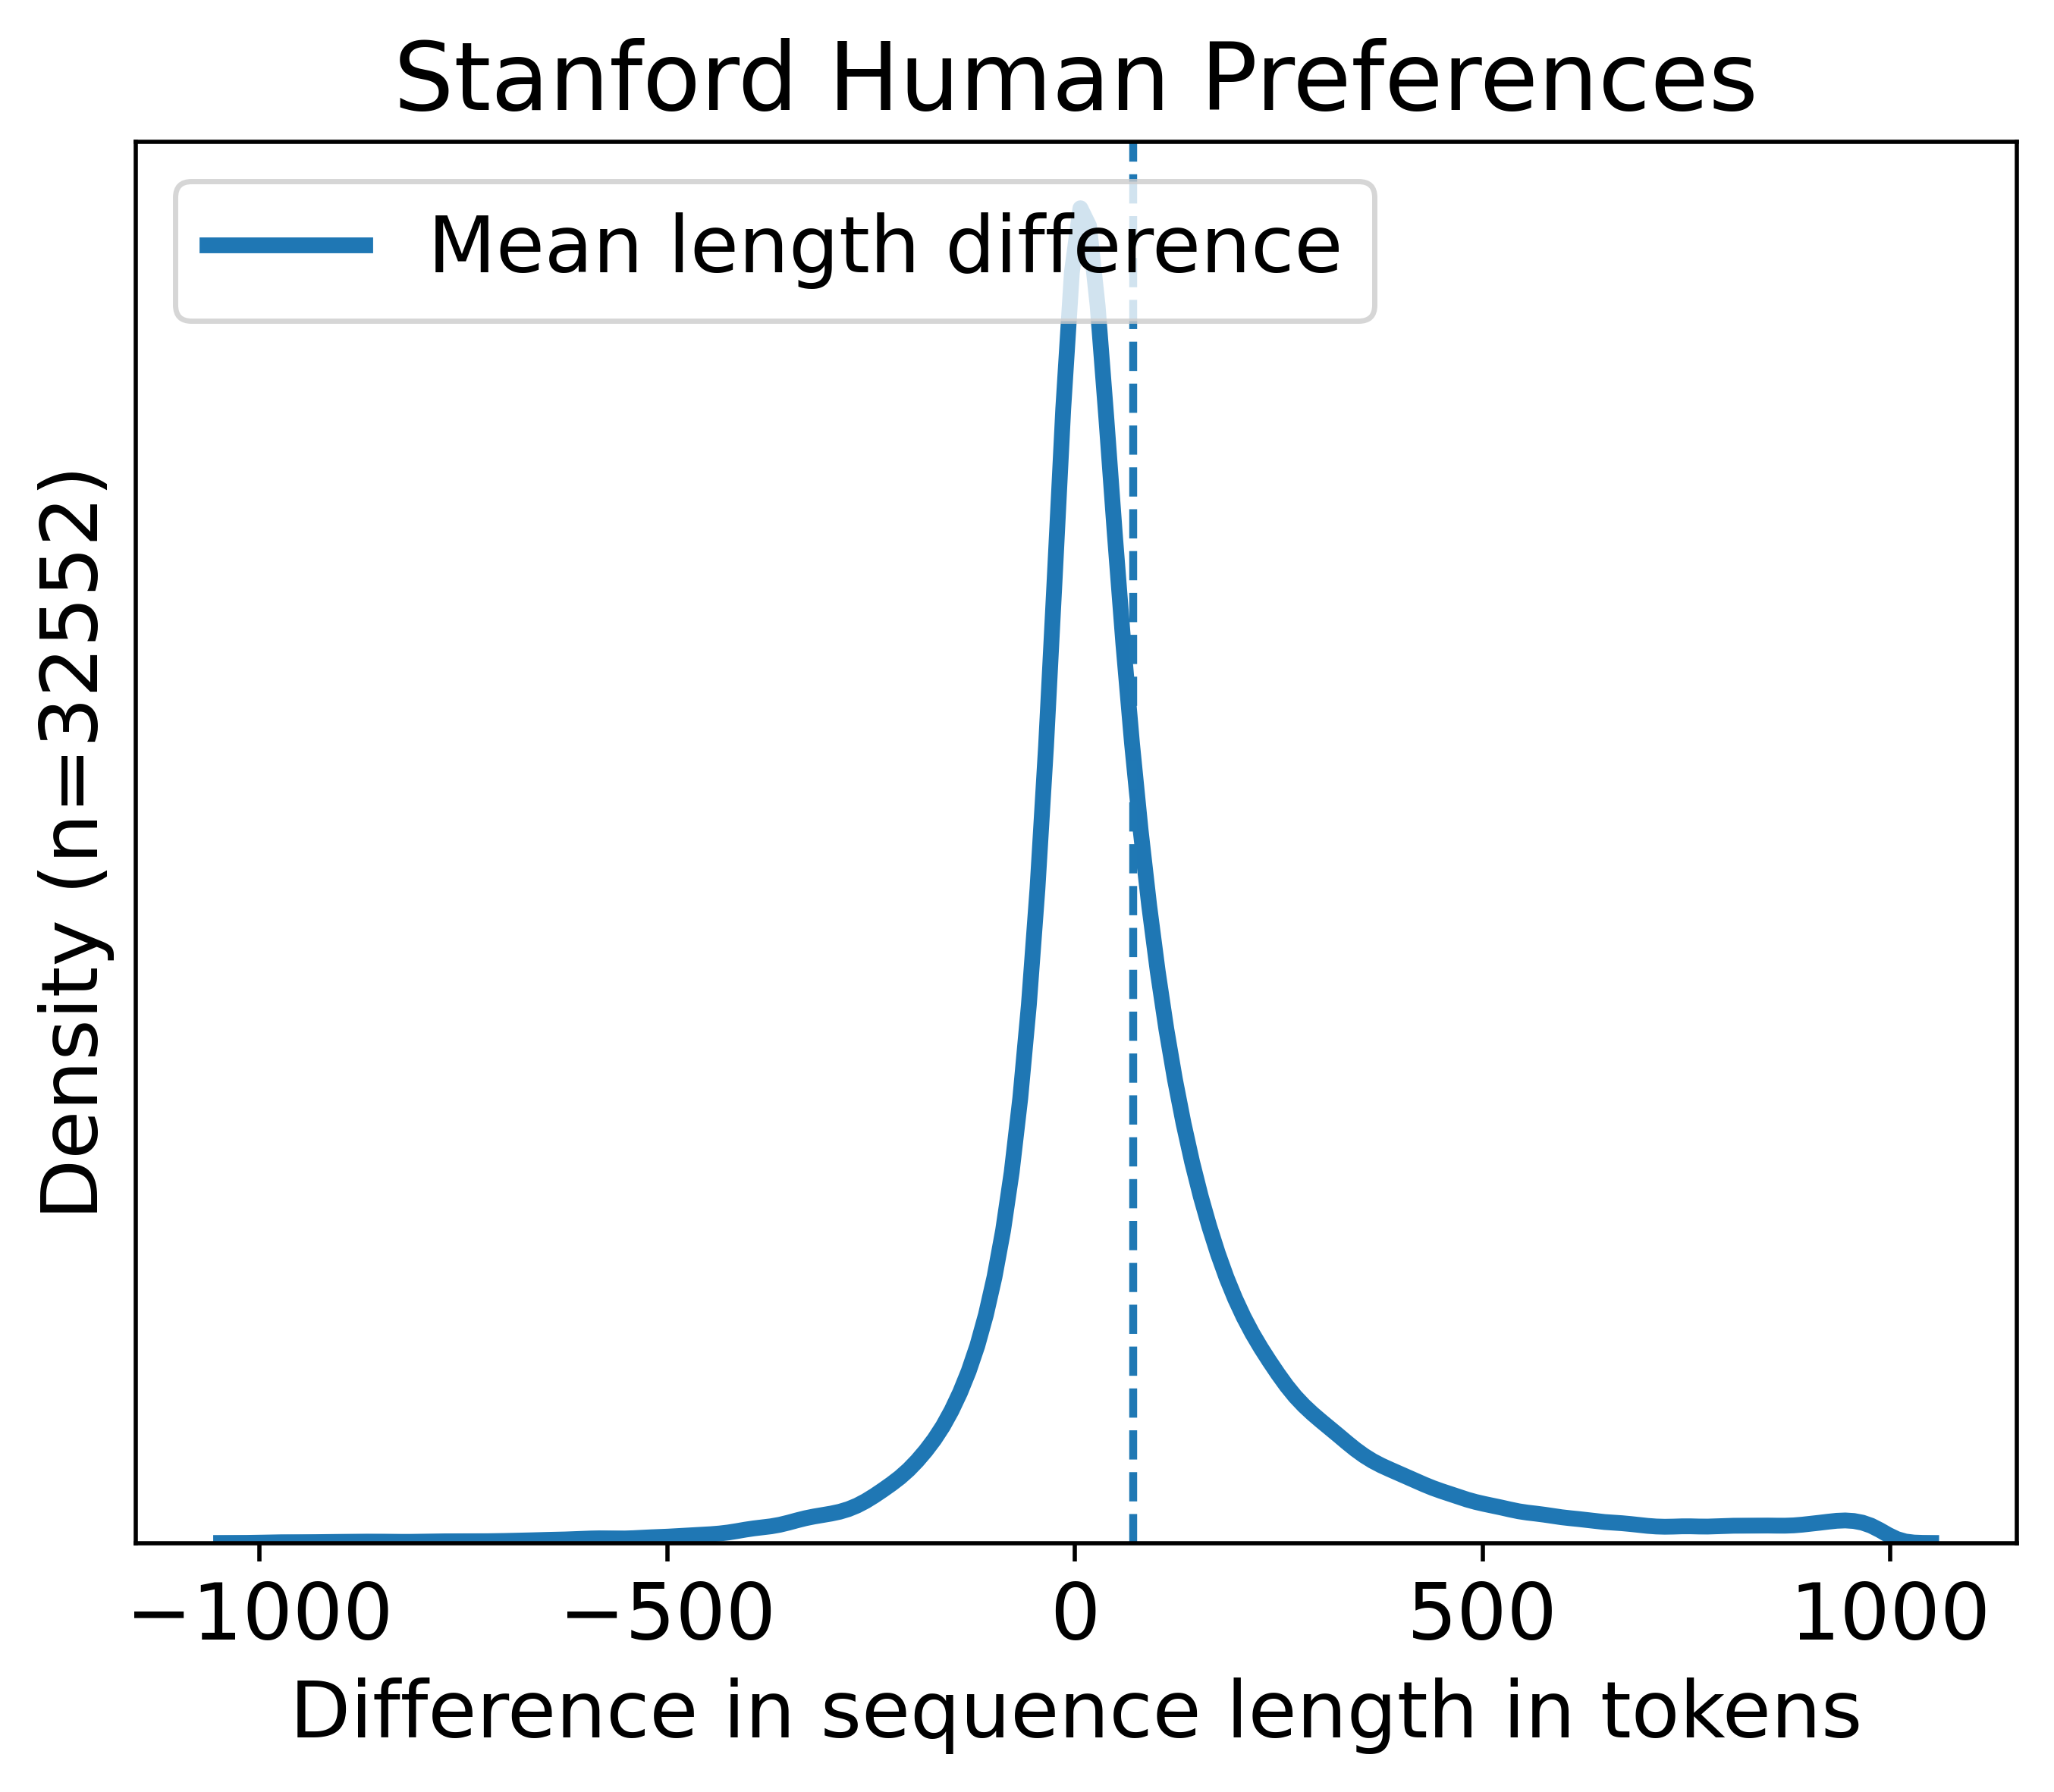 Stanford Human Preferences
Mean length difference
Density (n=32552)
−1000
−500
0
500
1000
Difference in sequence length in tokens